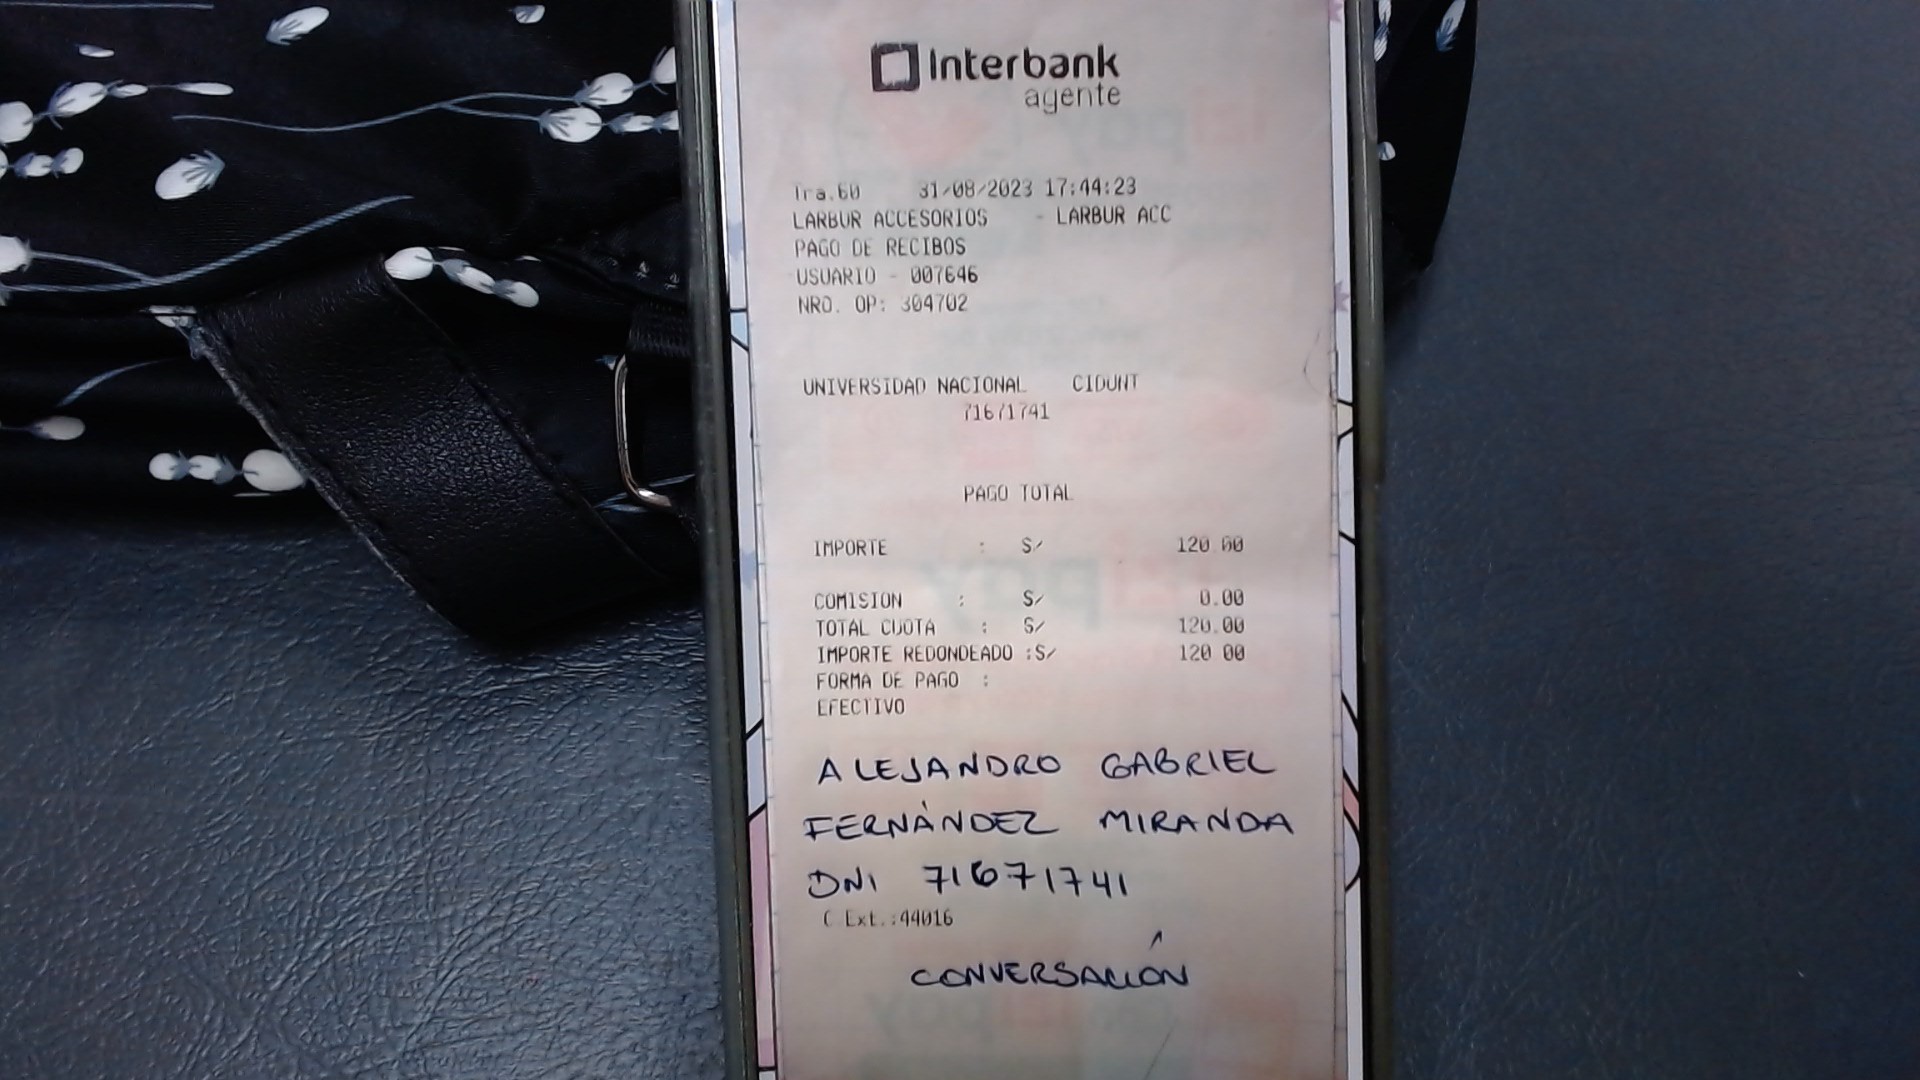 Interbank
agente
Tra.60 31/08/2023 17:44:23
LARBUR ACCESORIOS - LARBUR ACC
PAGO DE RECIBOS
USUARIO - 007646
NRO. OP: 304702
UNIVERSIDAD NACIONAL CIDUNT
71671741
PAGO TOTAL
IMPORTE : S/ 120.00
COMISION : S/ 0.00
TOTAL CUOTA : S/ 120.00
IMPORTE REDONDEADO :S/ 120.00
FORMA DE PAGO :
EFECTIVO
ALEJANDRO GABRIEL
FERNÁNDEZ MIRANDA
DNI 71671741
C.Ext.:44016
CONVERSACIÓN